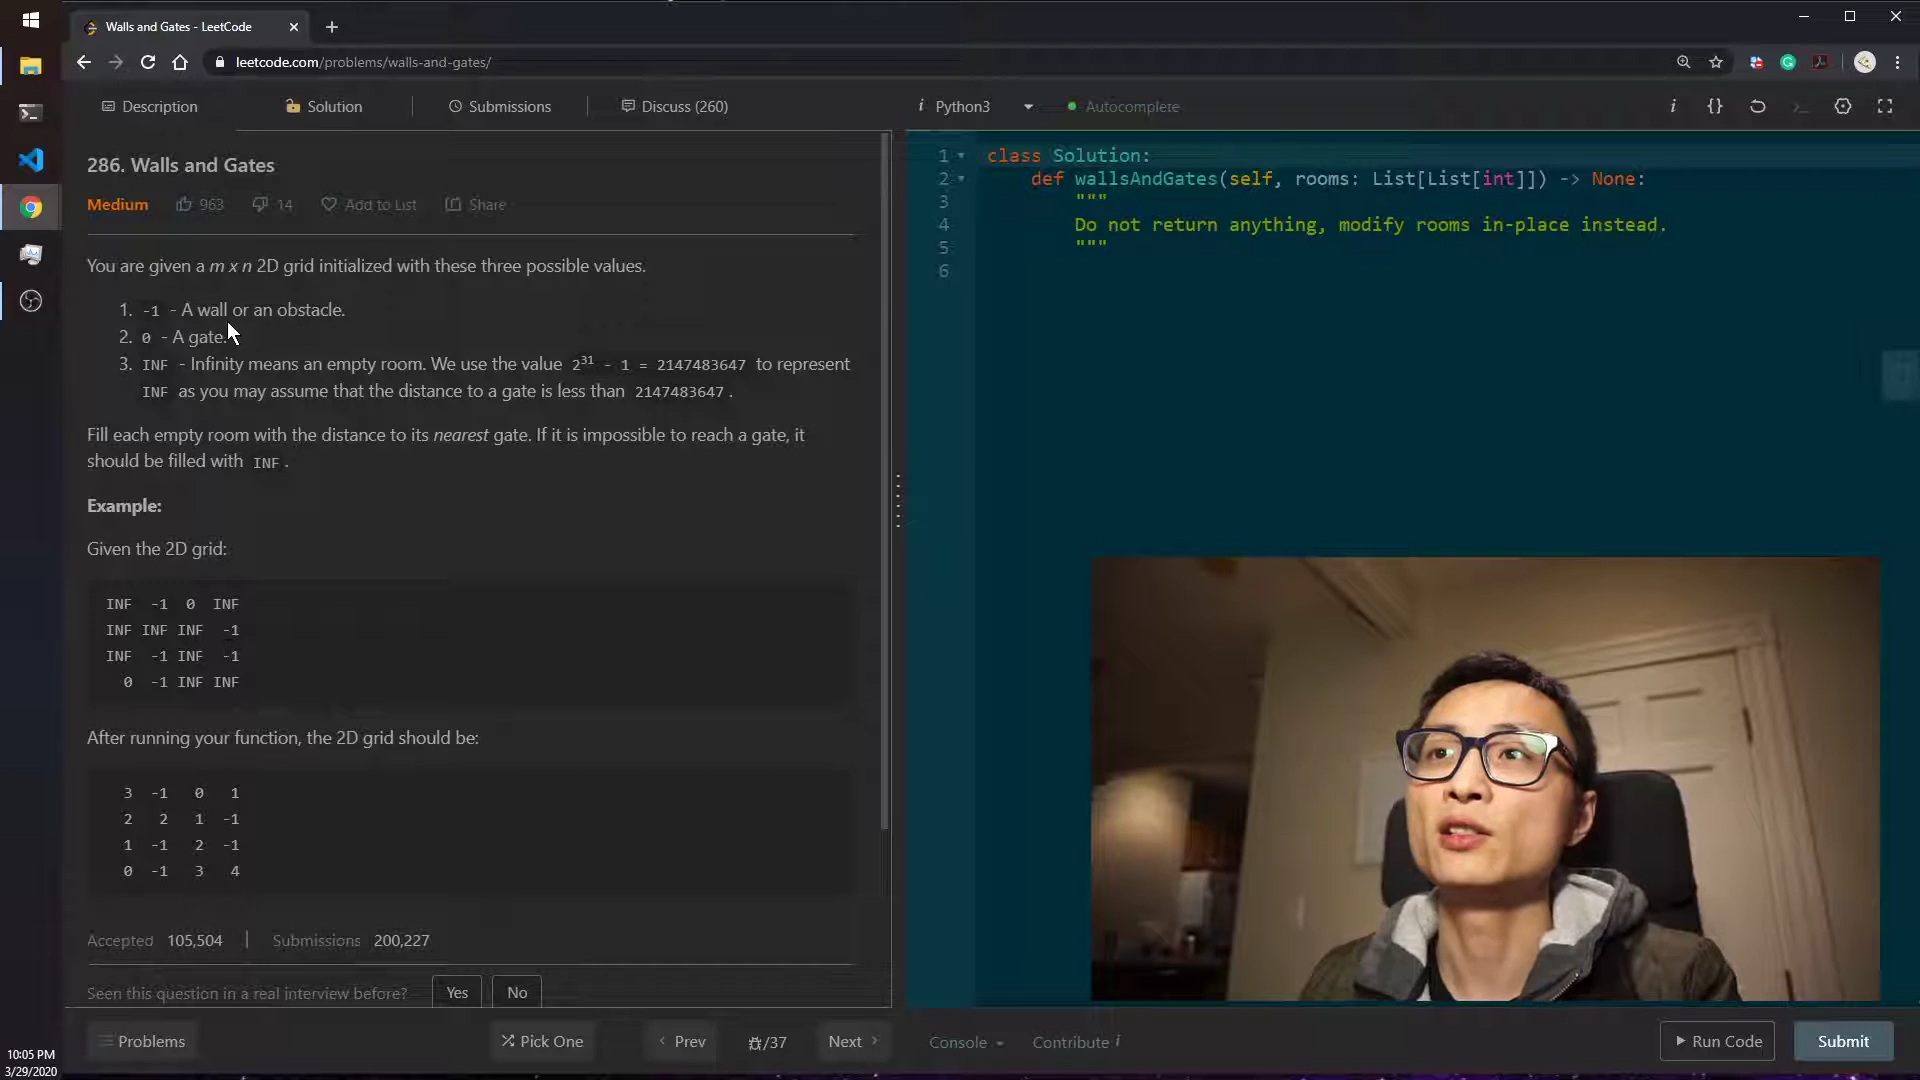 Walls and Gates - LeetCode
leetcode.com/problems/walls-and-gates/
Description
Solution
Submissions
Discuss (260)
i Python3
Autocomplete
i {}
286. Walls and Gates
Medium 963 14 Add to List Share
You are given a m x n 2D grid initialized with these three possible values.
1. -1 - A wall or an obstacle.
2. 0 - A gate.
3. INF - Infinity means an empty room. We use the value 2³¹ - 1 = 2147483647 to represent
INF as you may assume that the distance to a gate is less than 2147483647 .
Fill each empty room with the distance to its nearest gate. If it is impossible to reach a gate, it
should be filled with INF .
Example:
Given the 2D grid:
INF -1 0 INF
INF INF INF -1
INF -1 INF -1
0 -1 INF INF
After running your function, the 2D grid should be:
3 -1 0 1
2 2 1 -1
1 -1 2 -1
0 -1 3 4
Accepted 105,504 | Submissions 200,227
Seen this question in a real interview before? Yes No
Problems
Pick One
< Prev
/37
Next >
1 class Solution:
2 def wallsAndGates(self, rooms: List[List[int]]) -> None:
3 """
4 Do not return anything, modify rooms in-place instead.
5 """
6
Console
Contribute i
Run Code
Submit
10:05 PM
3/29/2020